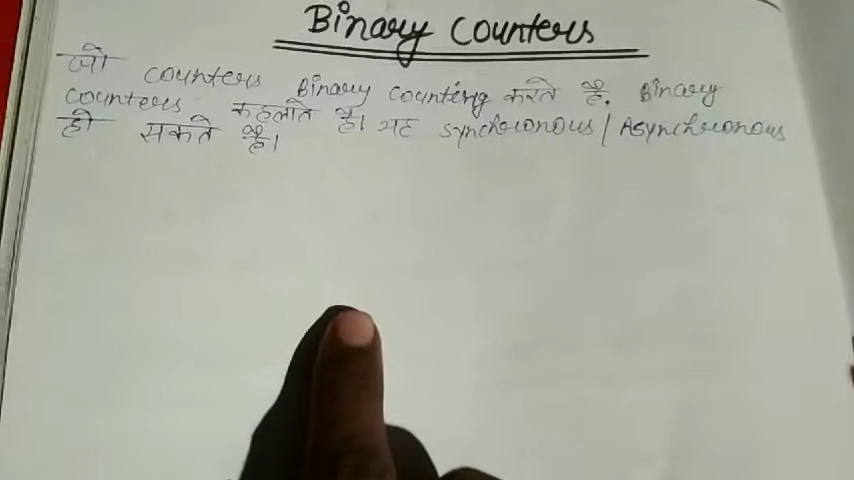 Binary Counters
जो counters Binary counting करते है. Binary
counters कहलाते है। यह synchronous / Asynchronous
हो सकते है।